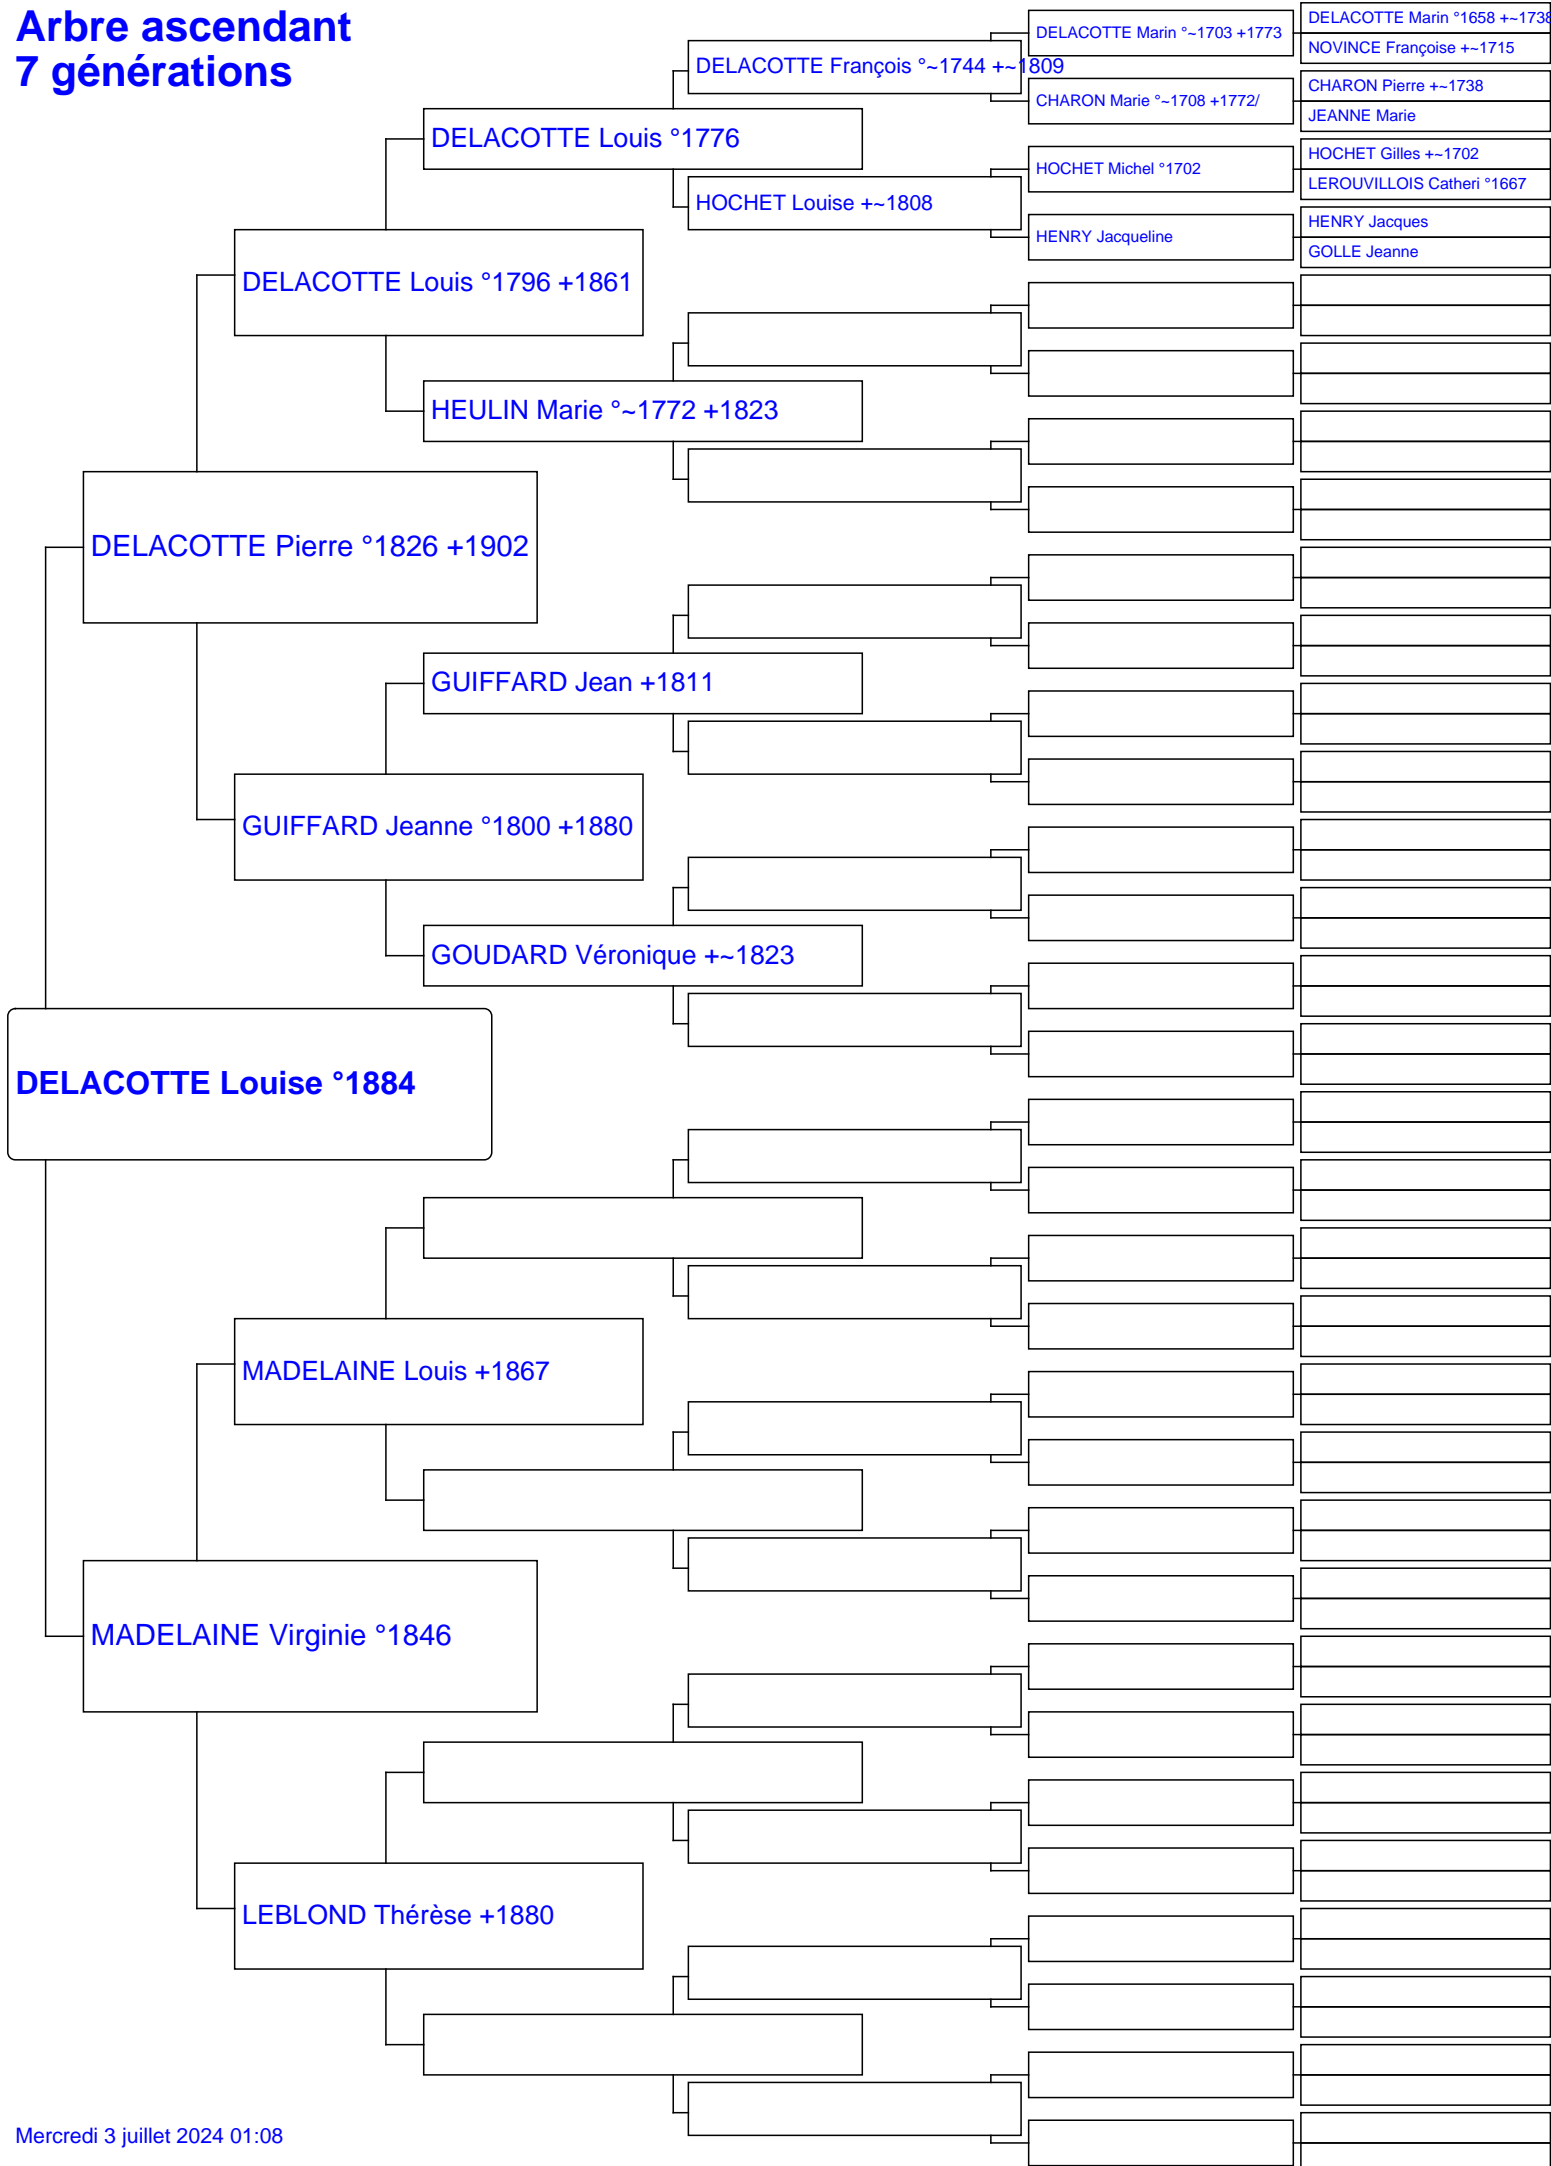 Arbre ascendant
7 générations
DELACOTTE Louise °1884
DELACOTTE Pierre °1826 +1902
MADELAINE Virginie °1846
DELACOTTE Louis °1796 +1861
GUIFFARD Jeanne °1800 +1880
MADELAINE Louis +1867
LEBLOND Thérèse +1880
DELACOTTE Louis °1776
HEULIN Marie °~1772 +1823
GUIFFARD Jean +1811
GOUDARD Véronique +~1823
DELACOTTE François °~1744 +~1809
HOCHET Louise +~1808
DELACOTTE Marin °~1703 +1773
CHARON Marie °~1708 +1772/
HOCHET Michel °1702
HENRY Jacqueline
DELACOTTE Marin °1658 +~1738
NOVINCE Françoise +~1715
CHARON Pierre +~1738
JEANNE Marie
HOCHET Gilles +~1702
LEROUVILLOIS Catheri °1667
HENRY Jacques
GOLLE Jeanne
Mercredi 3 juillet 2024 01:08